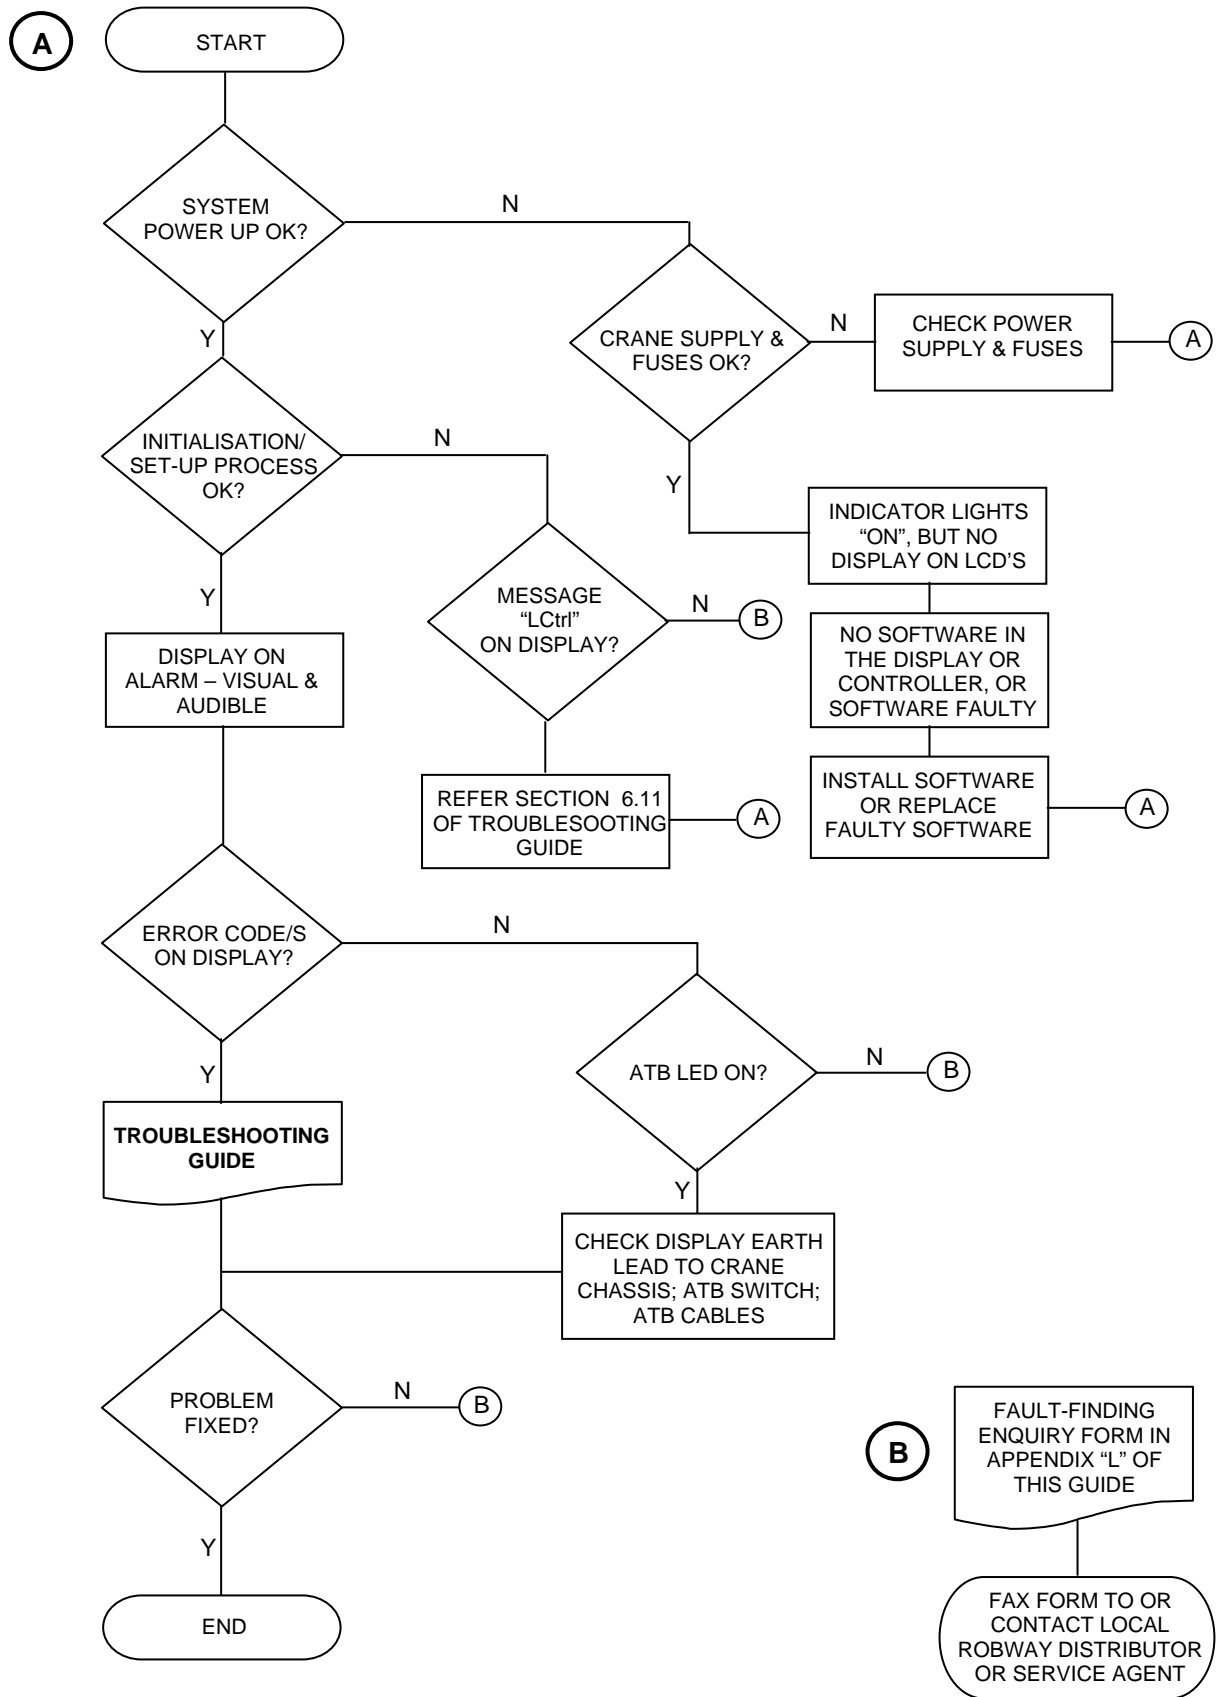 A
START
SYSTEM
POWER UP OK?
N
Y
CRANE SUPPLY &
FUSES OK?
N
CHECK POWER
SUPPLY & FUSES
A
Y
INDICATOR LIGHTS
“ON”, BUT NO
DISPLAY ON LCD’S
NO SOFTWARE IN
THE DISPLAY OR
CONTROLLER, OR
SOFTWARE FAULTY
INSTALL SOFTWARE
OR REPLACE
FAULTY SOFTWARE
A
INITIALISATION/
SET-UP PROCESS
OK?
N
Y
MESSAGE
“LCtrl”
ON DISPLAY?
N
B
REFER SECTION 6.11
OF TROUBLESOOTING
GUIDE
A
DISPLAY ON
ALARM – VISUAL &
AUDIBLE
ERROR CODE/S
ON DISPLAY?
N
Y
ATB LED ON?
N
B
Y
TROUBLESHOOTING
GUIDE
CHECK DISPLAY EARTH
LEAD TO CRANE
CHASSIS; ATB SWITCH;
ATB CABLES
PROBLEM
FIXED?
N
B
Y
END
B
FAULT-FINDING
ENQUIRY FORM IN
APPENDIX “L” OF
THIS GUIDE
FAX FORM TO OR
CONTACT LOCAL
ROBWAY DISTRIBUTOR
OR SERVICE AGENT